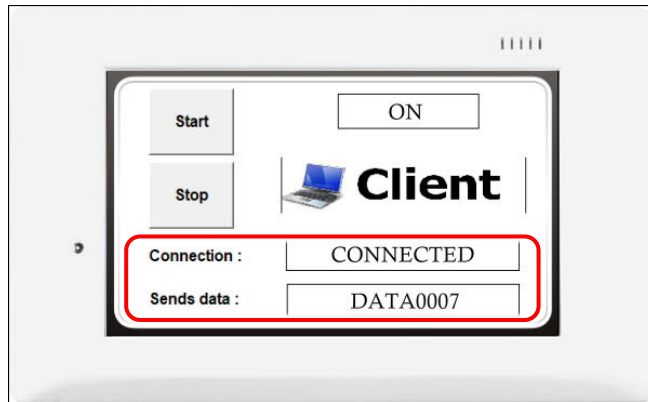 Start
ON
Stop
Client
Connection :
CONNECTED
Sends data :
DATA0007